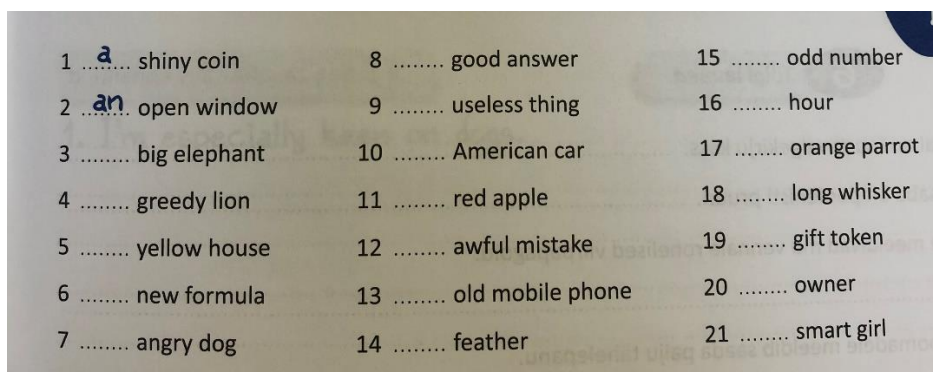 1 ..a.. shiny coin
2 ..an.. open window
3 ........ big elephant
4 ........ greedy lion
5 ........ yellow house
6 ........ new formula
7 ........ angry dog
8 ........ good answer
9 ........ useless thing
10 ........ American car
11 ........ red apple
12 ........ awful mistake
13 ........ old mobile phone
14 ........ feather
15 ........ odd number
16 ........ hour
17 ........ orange parrot
18 ........ long whisker
19 ........ gift token
20 ........ owner
21 ........ smart girl